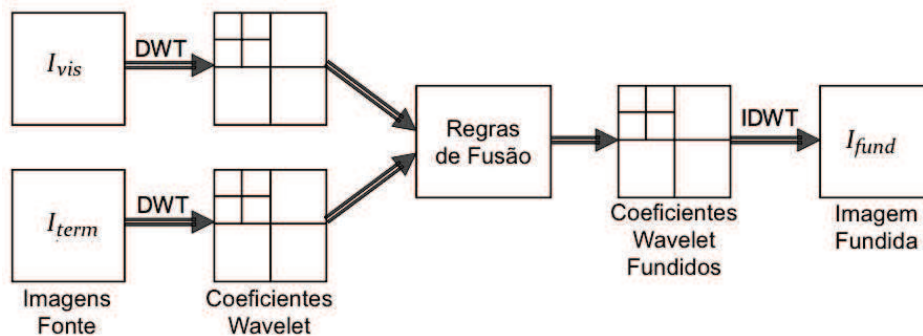 I_vis
DWT
I_term
DWT
Imagens
Fonte
Coeficientes
Wavelet
Regras
de Fusão
Coeficientes
Wavelet
Fundidos
IDWT
I_fund
Imagem
Fundida